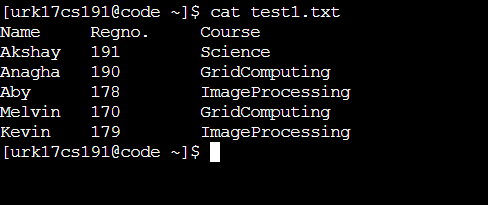 [urk17cs191@code ~]$ cat test1.txt
Name Regno. Course
Akshay 191 Science
Anagha 190 GridComputing
Aby 178 ImageProcessing
Melvin 170 GridComputing
Kevin 179 ImageProcessing
[urk17cs191@code ~]$